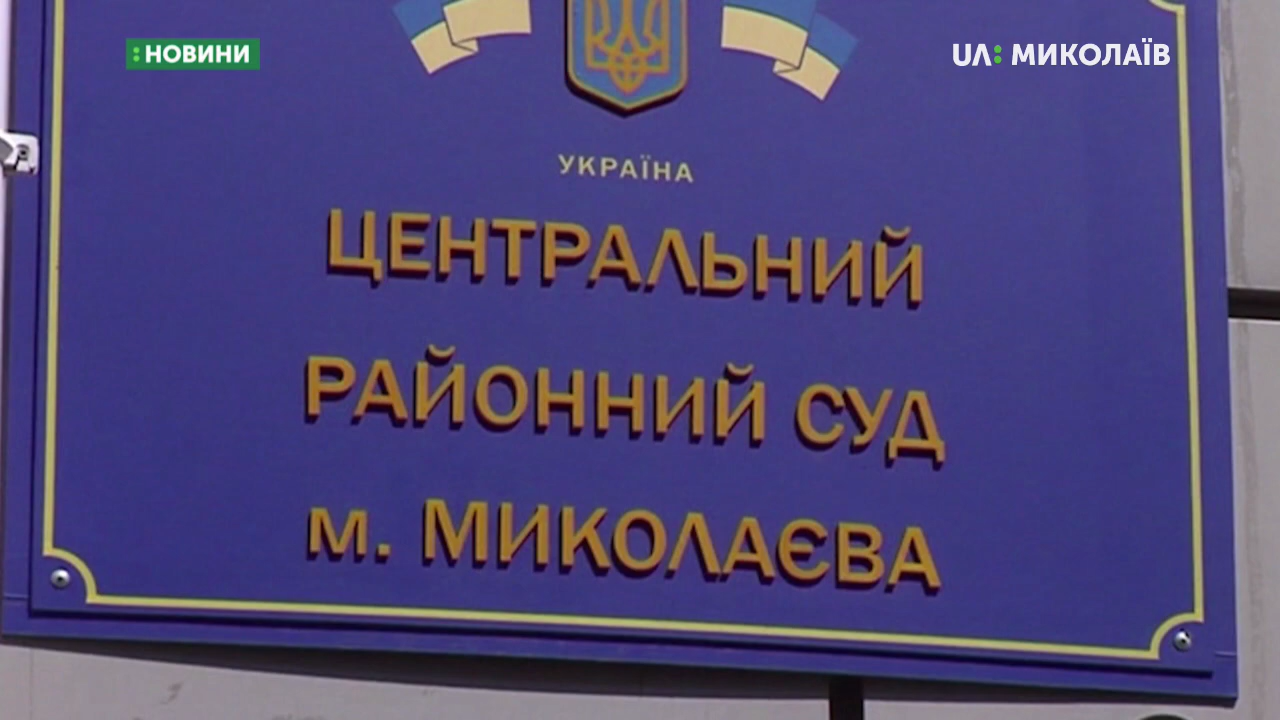 :НОВИНИ
UA: МИКОЛАЇВ
УКРАЇНА
ЦЕНТРАЛЬНИЙ
РАЙОННИЙ СУД
м. МИКОЛАЄВА